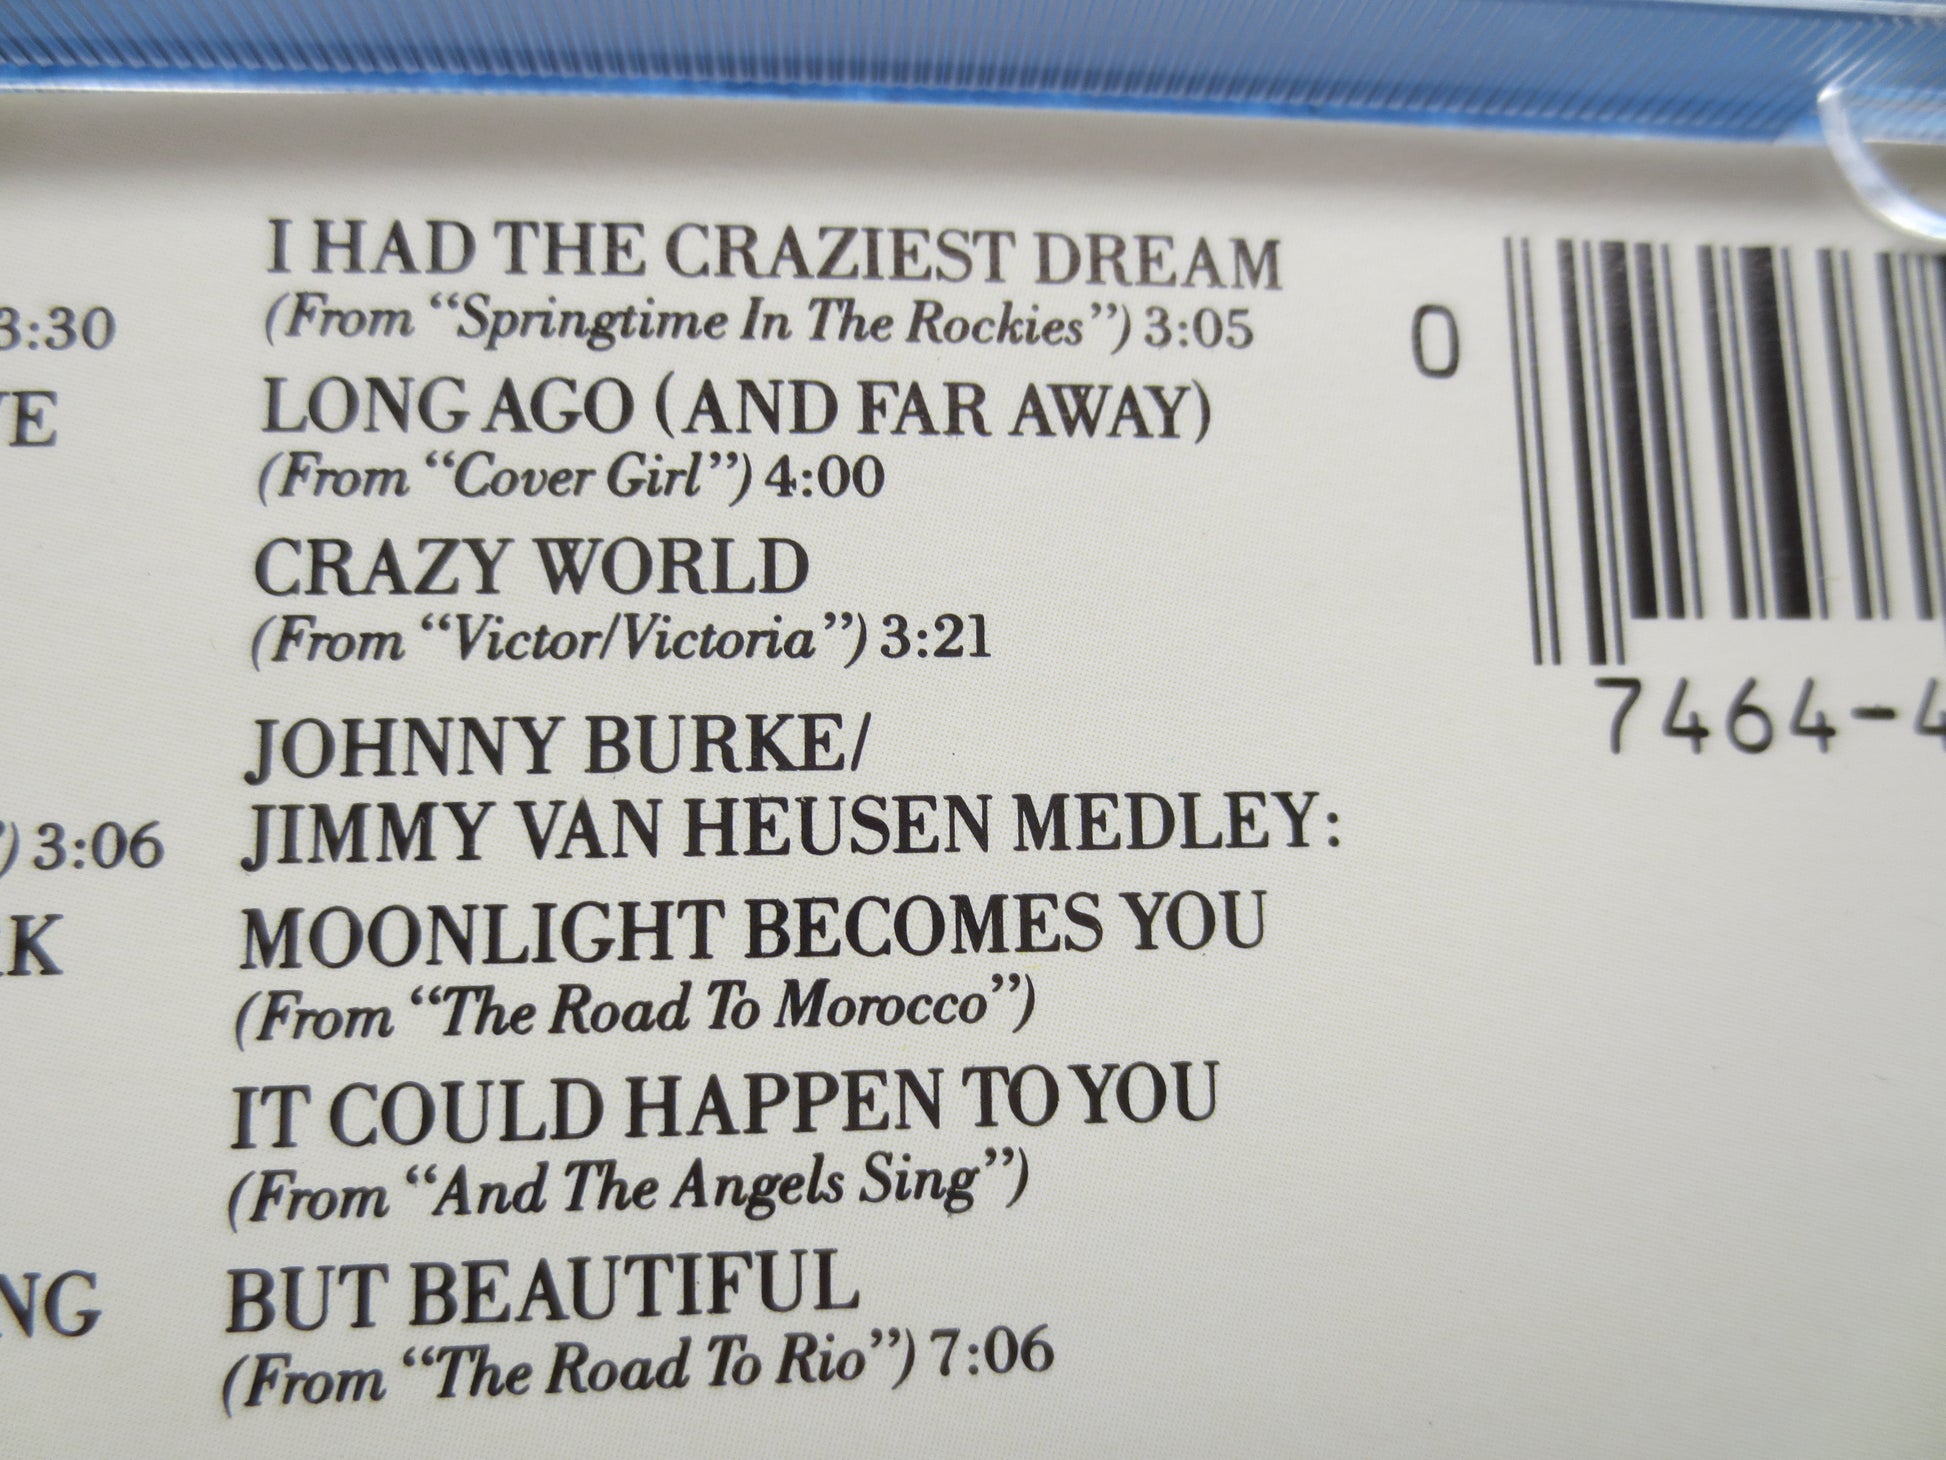 3:30
I HAD THE CRAZIEST DREAM
(From “Springtime In The Rockies”) 3:05
LONG AGO (AND FAR AWAY)
(From “Cover Girl”) 4:00
CRAZY WORLD
(From “Victor/Victoria”) 3:21
JOHNNY BURKE/
JIMMY VAN HEUSEN MEDLEY:
3:06
MOONLIGHT BECOMES YOU
(From “The Road To Morocco”)
IT COULD HAPPEN TO YOU
(From “And The Angels Sing”)
BUT BEAUTIFUL
(From “The Road To Rio”) 7:06
0
7464-4